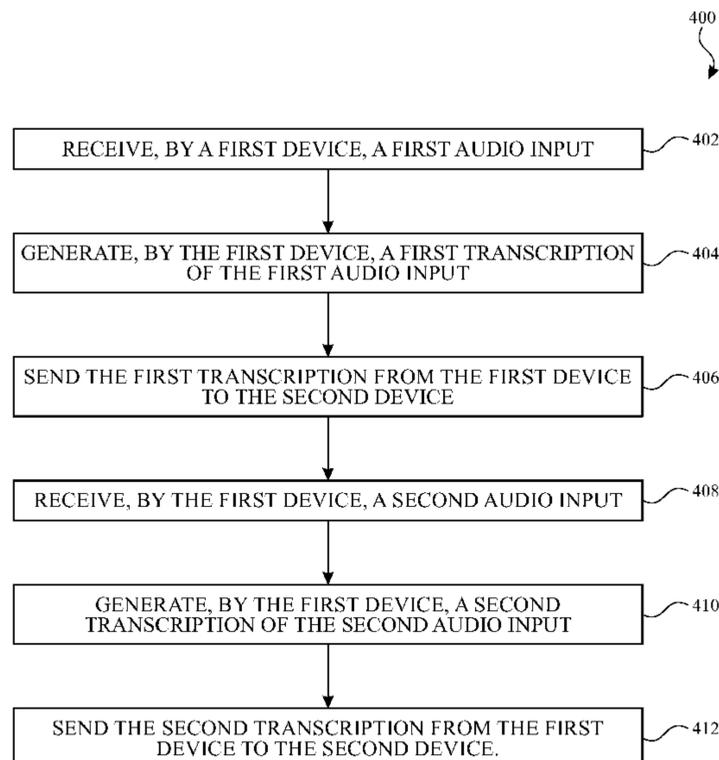 400
RECEIVE, BY A FIRST DEVICE, A FIRST AUDIO INPUT
402
GENERATE, BY THE FIRST DEVICE, A FIRST TRANSCRIPTION
OF THE FIRST AUDIO INPUT
404
SEND THE FIRST TRANSCRIPTION FROM THE FIRST DEVICE
TO THE SECOND DEVICE
406
RECEIVE, BY THE FIRST DEVICE, A SECOND AUDIO INPUT
408
GENERATE, BY THE FIRST DEVICE, A SECOND
TRANSCRIPTION OF THE SECOND AUDIO INPUT
410
SEND THE SECOND TRANSCRIPTION FROM THE FIRST
DEVICE TO THE SECOND DEVICE.
412